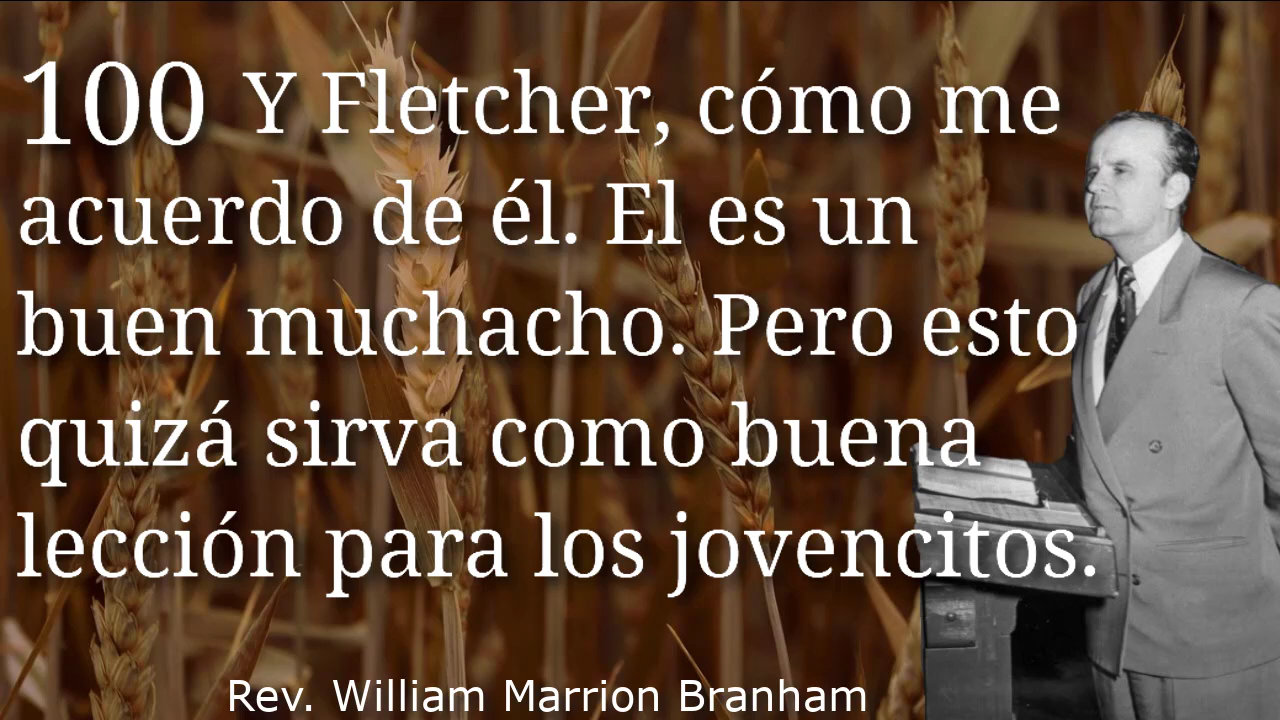 100 Y Fletcher, cómo me
acuerdo de él. El es un
buen muchacho. Pero esto
quizá sirva como buena
lección para los jovencitos.
Rev. William Marrion Branham